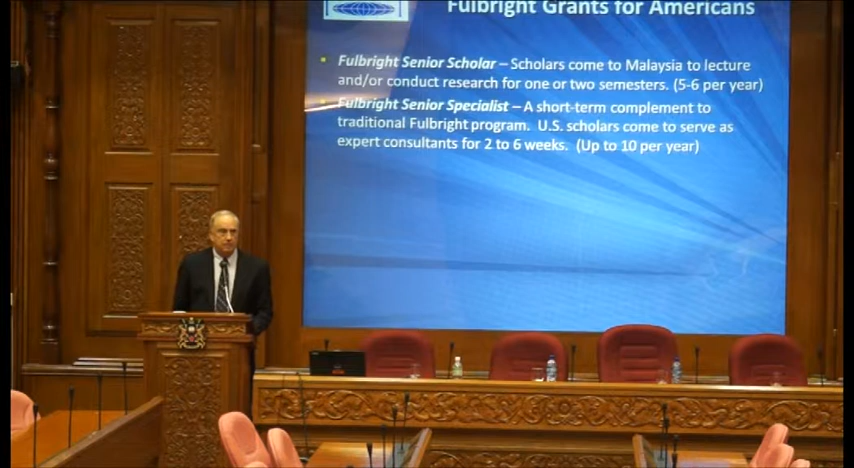 Fulbright Grants for Americans
Fulbright Senior Scholar – Scholars come to Malaysia to lecture
and/or conduct research for one or two semesters. (5-6 per year)
Fulbright Senior Specialist – A short-term complement to
traditional Fulbright program. U.S. scholars come to serve as
expert consultants for 2 to 6 weeks. (Up to 10 per year)